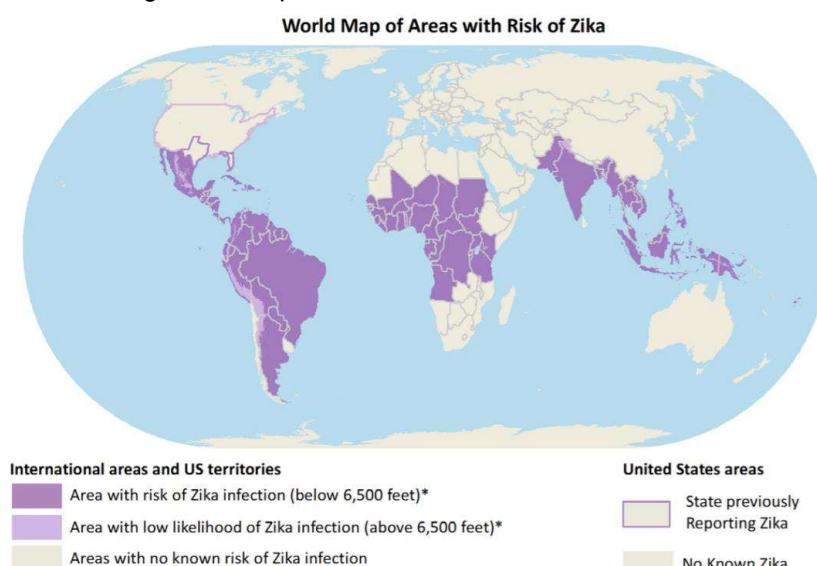 World Map of Areas with Risk of Zika
International areas and US territories
Area with risk of Zika infection (below 6,500 feet)*
Area with low likelihood of Zika infection (above 6,500 feet)*
Areas with no known risk of Zika infection
United States areas
State previously
Reporting Zika
No Known Zika